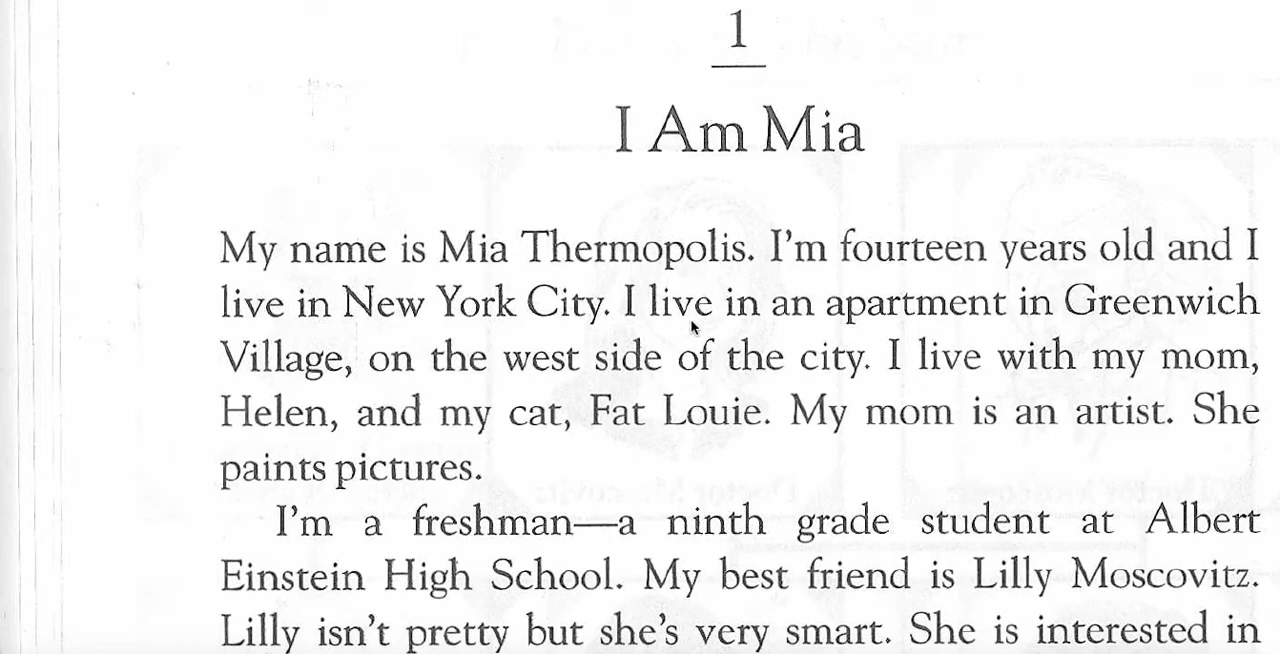 1
I Am Mia
My name is Mia Thermopolis. I'm fourteen years old and I
live in New York City. I live in an apartment in Greenwich
Village, on the west side of the city. I live with my mom,
Helen, and my cat, Fat Louie. My mom is an artist. She
paints pictures.
I'm a freshman—a ninth grade student at Albert
Einstein High School. My best friend is Lilly Moscovitz.
Lilly isn't pretty but she's very smart. She is interested in